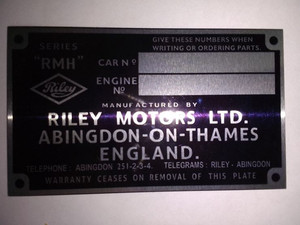 GIVE THESE NUMBERS WHEN
WRITING OR ORDERING PARTS.
SERIES
"RMH"
CAR Nº
Riley
ENGINE
Nº
MANUFACTURED BY
RILEY MOTORS LTD.
ABINGDON-ON-THAMES
ENGLAND.
TELEPHONE: ABINGDON 251-2-3-4. TELEGRAMS: RILEY - ABINGDON
WARRANTY CEASES ON REMOVAL OF THIS PLATE